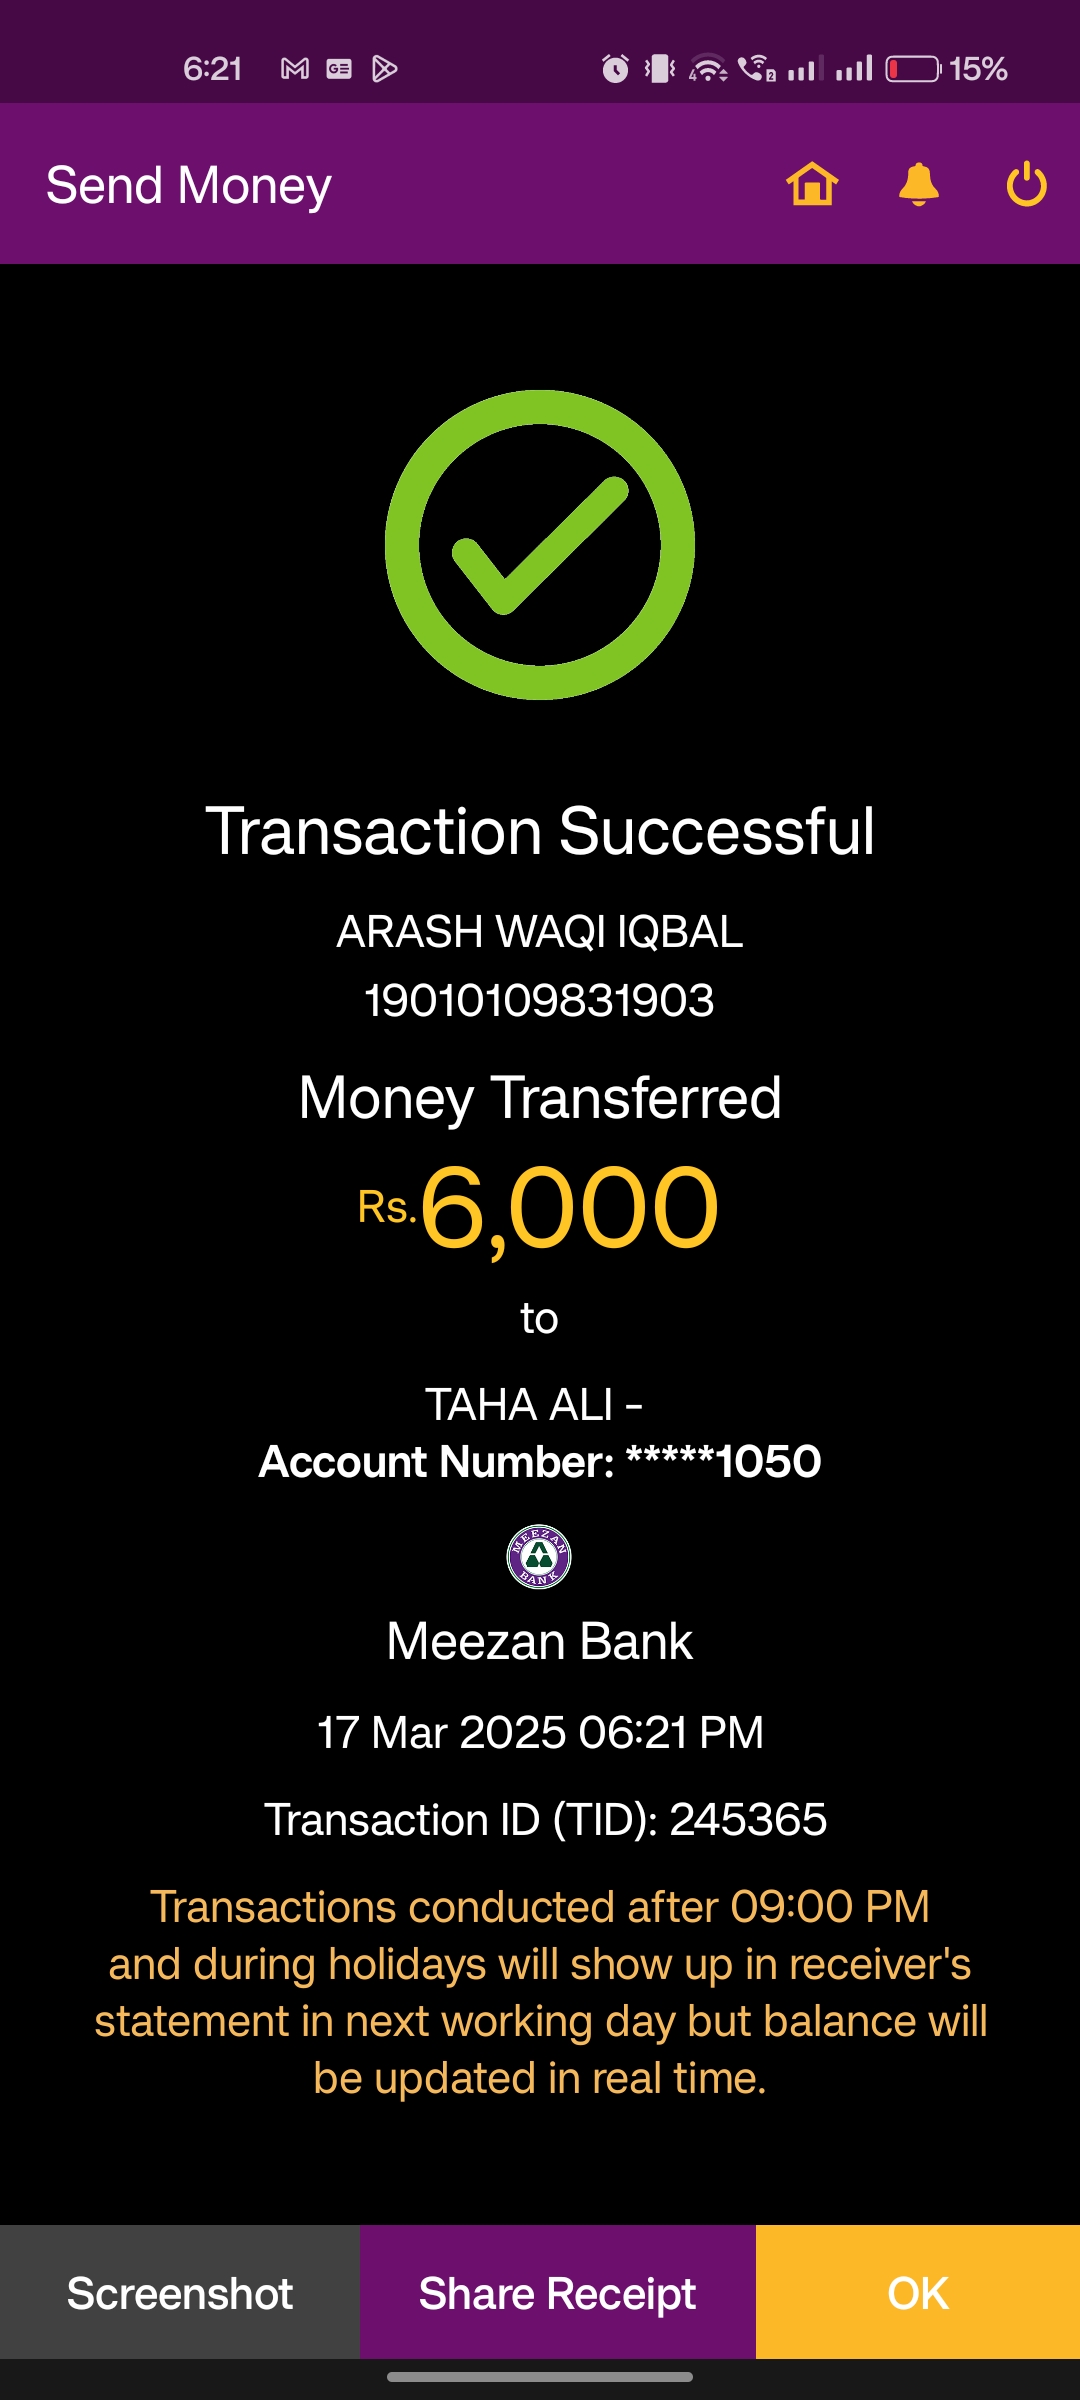 6:21
15%
Send Money
Transaction Successful
ARASH WAQI IQBAL
19010109831903
Money Transferred
Rs.6,000
to
TAHA ALI -
Account Number: *****1050
MEEZAN
BANK
Meezan Bank
17 Mar 2025 06:21 PM
Transaction ID (TID): 245365
Transactions conducted after 09:00 PM
and during holidays will show up in receiver's
statement in next working day but balance will
be updated in real time.
Screenshot
Share Receipt
OK